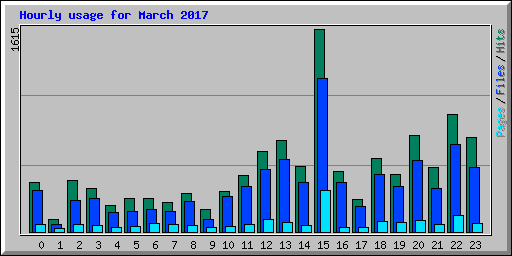 Hourly usage for March 2017
1615
Pages/Files/Hits
0 1 2 3 4 5 6 7 8 9 10 11 12 13 14 15 16 17 18 19 20 21 22 23